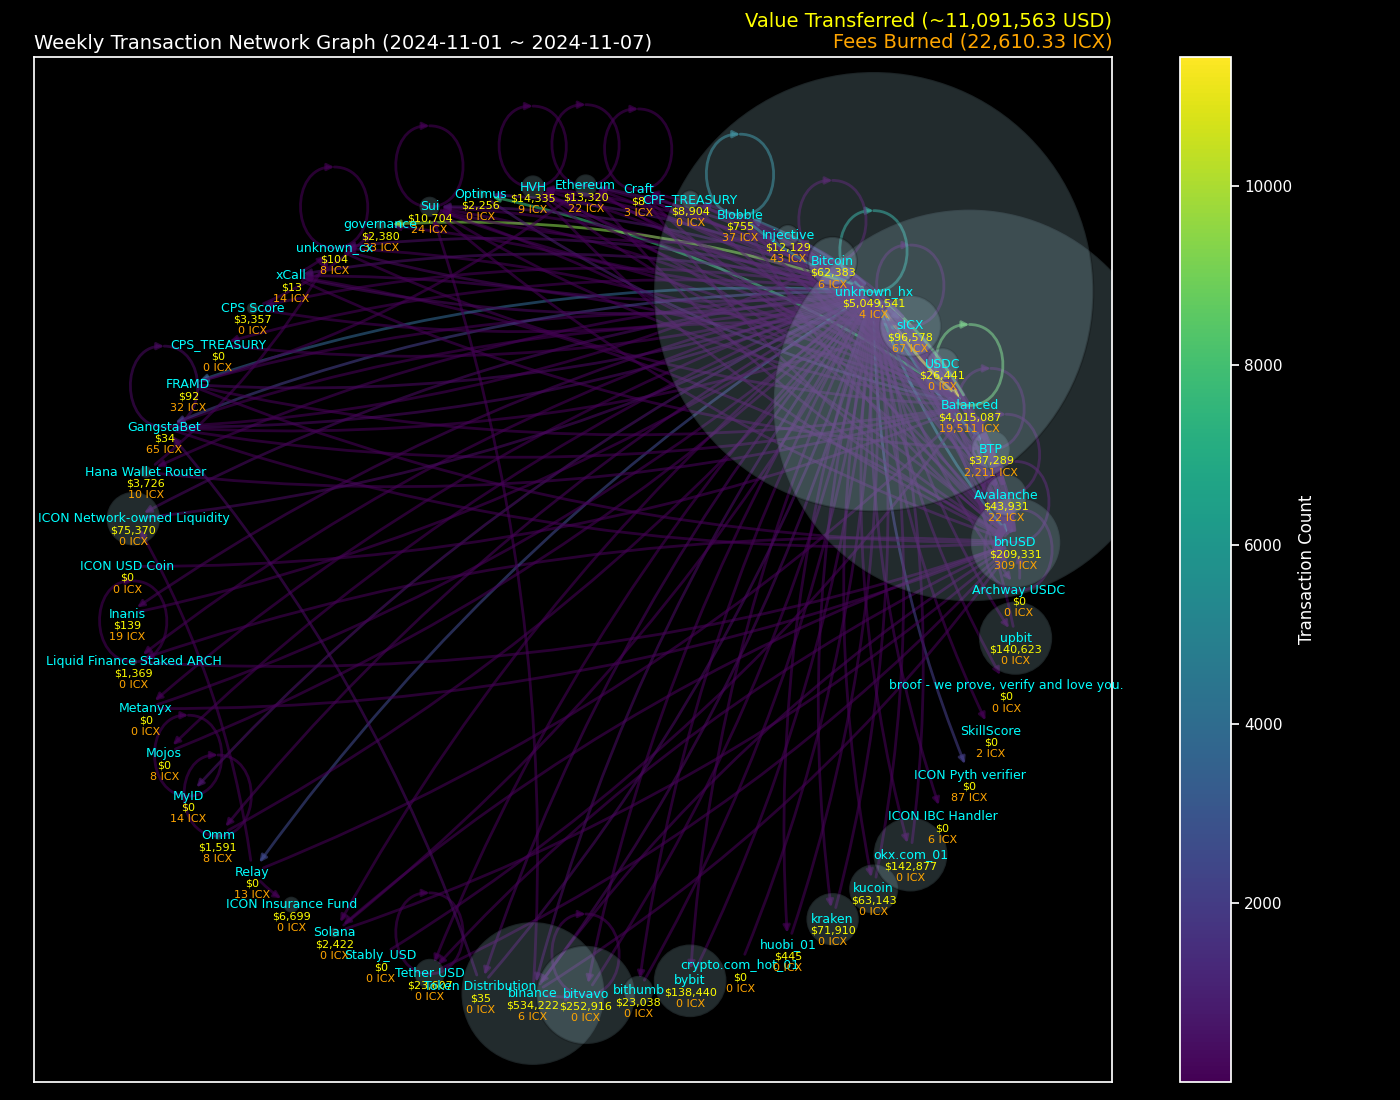 Value Transferred (~11,091,563 USD)
Weekly Transaction Network Graph (2024-11-01 ~ 2024-11-07)
Fees Burned (22,610.33 ICX)
HVH
$14,335
9 ICX
Ethereum
$13,320
22 ICX
Craft
$8
3 ICX
Optimus
$2,256
0 ICX
CPF_TREASURY
$8,904
0 ICX
Sui
$10,704
24 ICX
Blobble
$755
37 ICX
governance
$2,380
33 ICX
Injective
$12,129
43 ICX
unknown_cx
$104
8 ICX
Bitcoin
$62,383
6 ICX
xCall
$13
14 ICX
unknown_hx
$5,049,541
4 ICX
CPS Score
$3,357
0 ICX
sICX
$96,578
67 ICX
CPS_TREASURY
$0
0 ICX
USDC
$26,441
0 ICX
FRAMD
$92
32 ICX
Balanced
$4,015,087
19,511 ICX
GangstaBet
$34
65 ICX
BTP
$37,289
2,211 ICX
Hana Wallet Router
$3,726
10 ICX
Avalanche
$43,931
22 ICX
ICON Network-owned Liquidity
$75,370
0 ICX
bnUSD
$209,331
309 ICX
ICON USD Coin
$0
0 ICX
Archway USDC
$0
0 ICX
Inanis
$139
19 ICX
upbit
$140,623
0 ICX
Liquid Finance Staked ARCH
$1,369
0 ICX
broof - we prove, verify and love you.
$0
0 ICX
Metanyx
$0
0 ICX
SkillScore
$0
2 ICX
Mojos
$0
8 ICX
ICON Pyth verifier
$0
87 ICX
MyID
$0
14 ICX
ICON IBC Handler
$0
6 ICX
Omm
$1,591
8 ICX
okx.com_01
$142,877
0 ICX
Relay
$0
13 ICX
kucoin
$63,143
0 ICX
ICON Insurance Fund
$6,699
0 ICX
kraken
$71,910
0 ICX
Solana
$2,422
0 ICX
huobi_01
$445
0 ICX
Stably_USD
$0
0 ICX
crypto.com_hot_01
$0
0 ICX
Tether USD
0 ICX
Token Distribution
$35
0 ICX
binance
$534,222
6 ICX
bitvavo
$252,916
0 ICX
bithumb
$23,038
0 ICX
bybit
$138,440
0 ICX
10000
8000
6000
4000
2000
Transaction Count